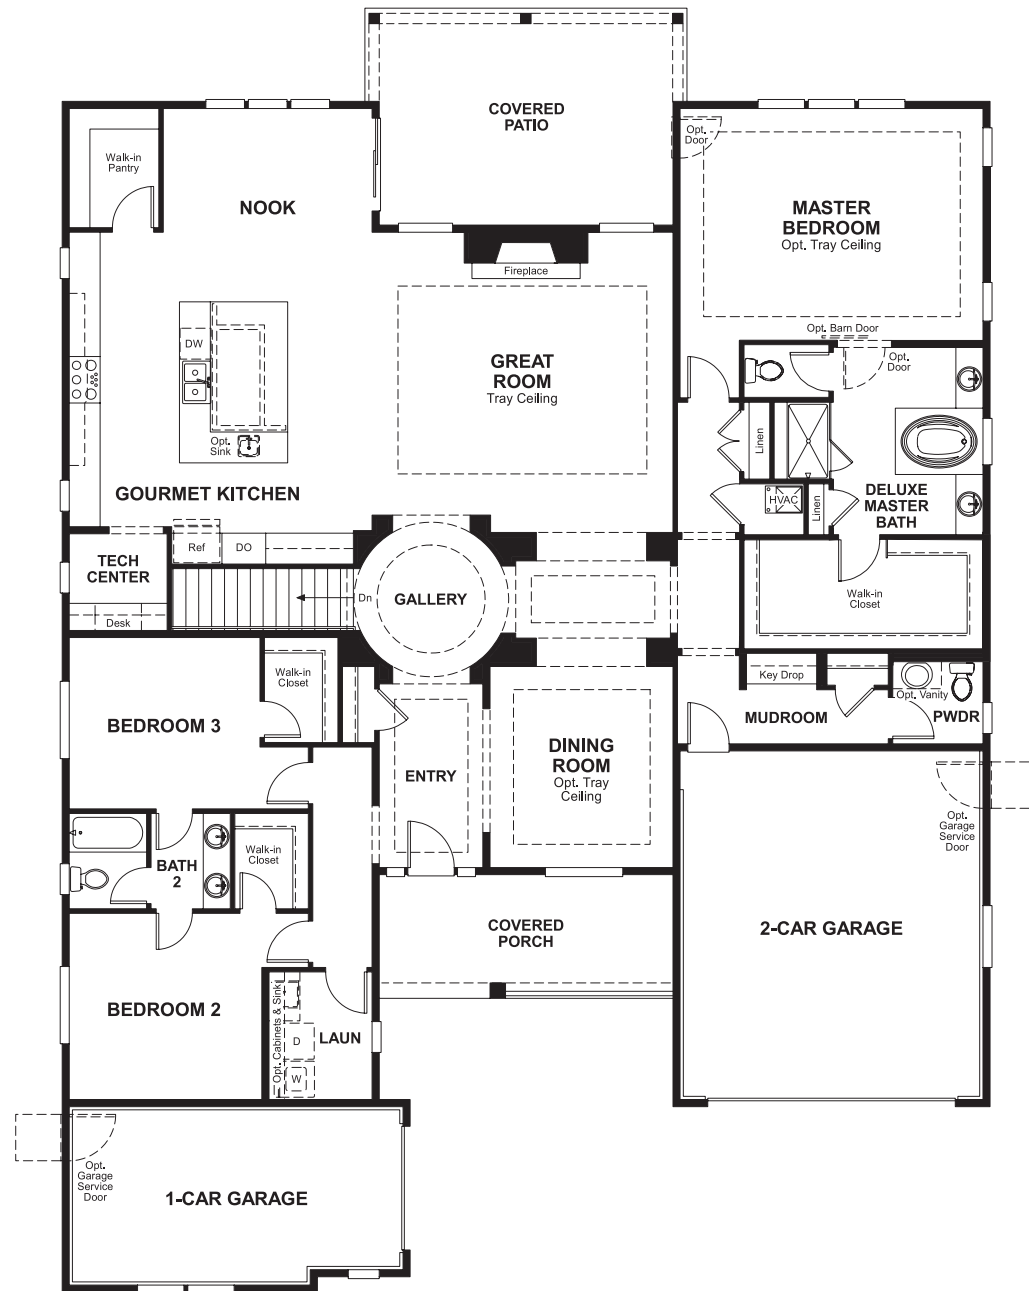 COVERED
PATIO
Opt.
Door
Walk-in
Pantry
NOOK
MASTER
BEDROOM
Opt. Tray Ceiling
Fireplace
Opt. Barn Door
DW
GREAT
ROOM
Tray Ceiling
Opt.
Door
Opt.
Sink
Linen
GOURMET KITCHEN
HVAC
Linen
DELUXE
MASTER
BATH
Ref
DO
TECH
CENTER
Desk
Dn
GALLERY
Walk-in
Closet
Walk-in
Closet
Key Drop
Opt. Vanity
BEDROOM 3
MUDROOM
PWDR
ENTRY
DINING
ROOM
Opt. Tray
Ceiling
Opt.
Garage
Service
Door
BATH
2
Walk-in
Closet
COVERED
PORCH
2-CAR GARAGE
BEDROOM 2
Opt. Cabinets & Sink
LAUN
D
W
Opt.
Garage
Service
Door
1-CAR GARAGE